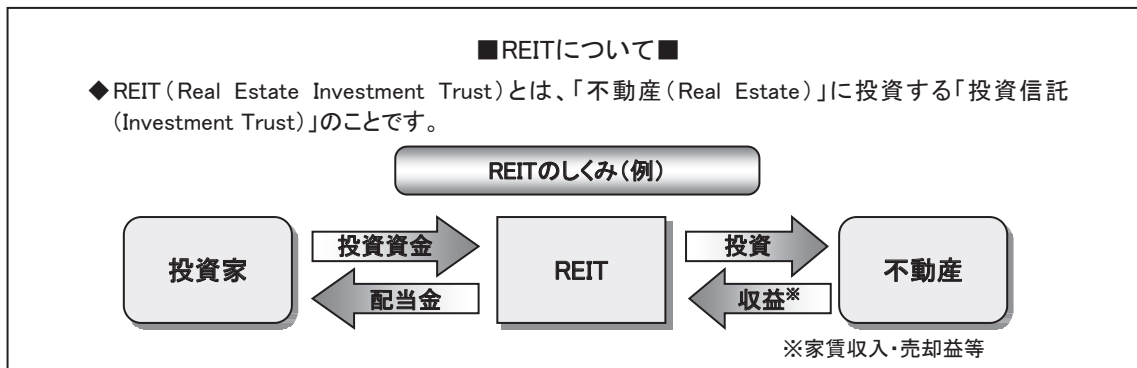 ■REITについて■
◆REIT(Real Estate Investment Trust)とは、「不動産(Real Estate)」に投資する「投資信託
(Investment Trust)」のことです。
REITのしくみ(例)
投資家
投資資金
配当金
REIT
投資
収益※
不動産
※家賃収入・売却益等